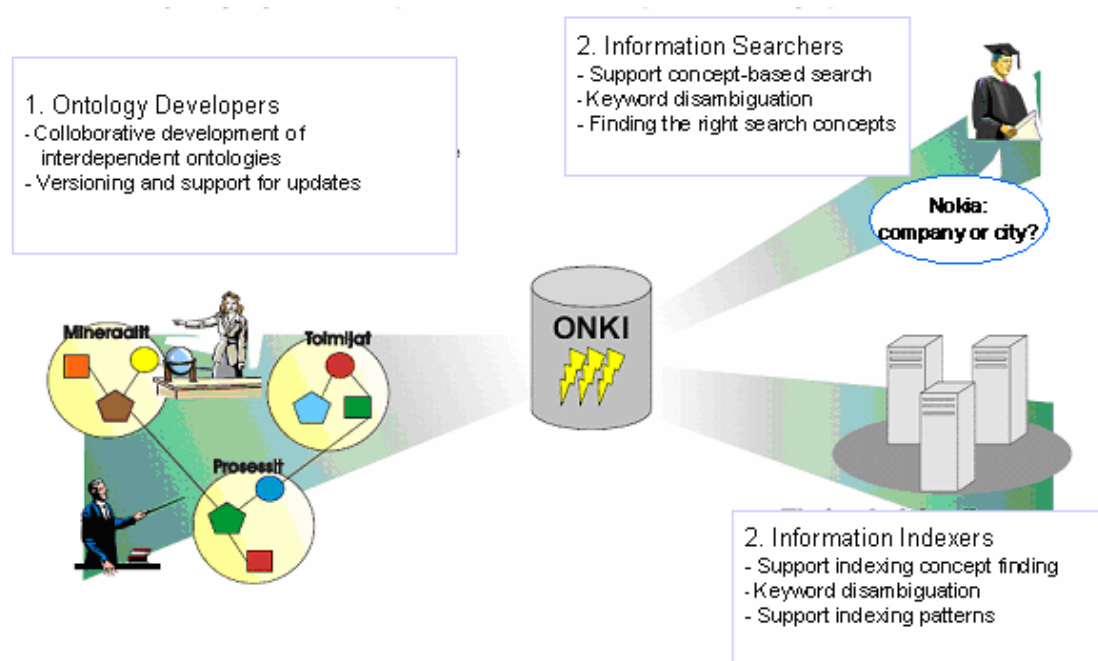 1. Ontology Developers
- Colloborative development of
interdependent ontologies
- Versioning and support for updates
2. Information Searchers
- Support concept-based search
- Keyword disambiguation
- Finding the right search concepts
Nokia:
company or city?
ONKI
Mineraalit
Toimijat
Prosessit
2. Information Indexers
- Support indexing concept finding
- Keyword disambiguation
- Support indexing patterns